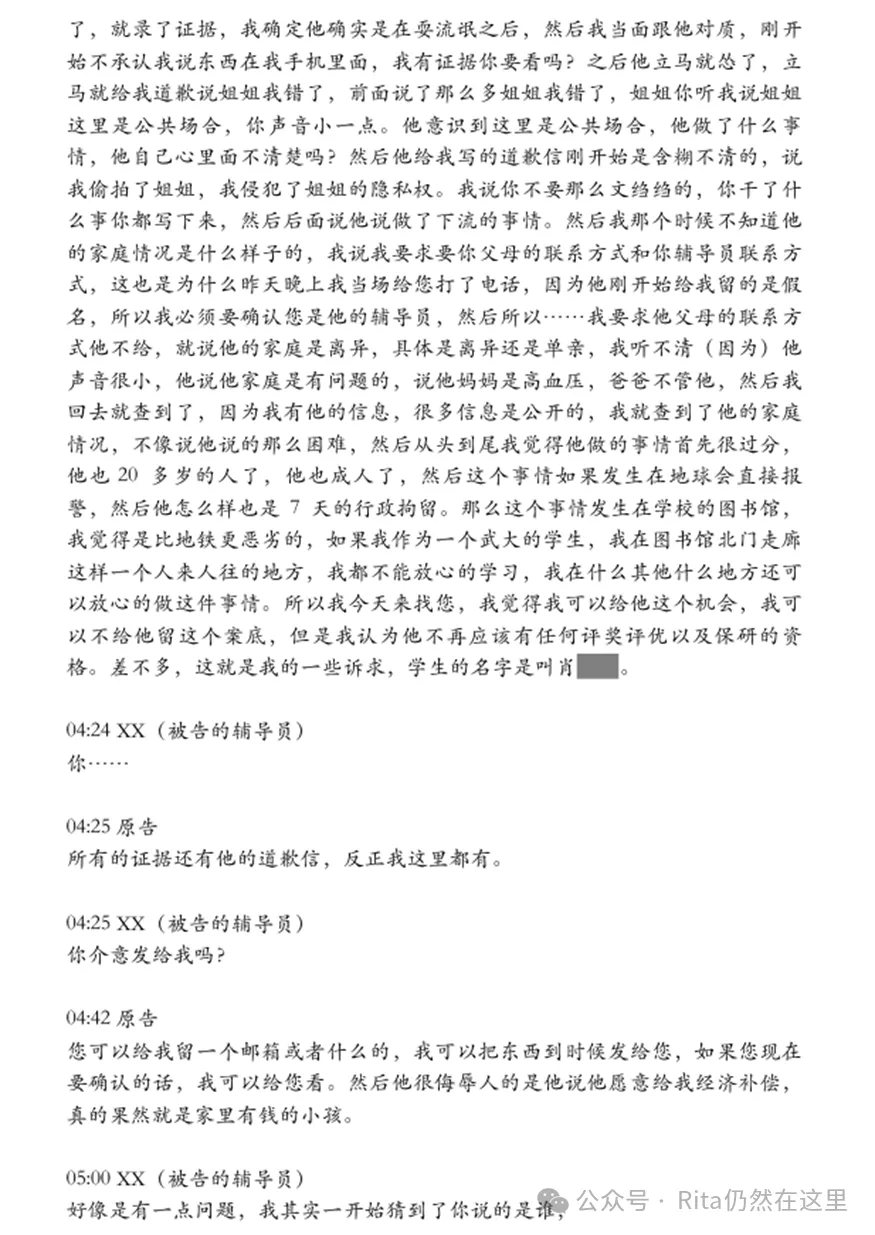 了，就录了证据，我确定他确实是在耍流氓之后，然后我当面跟他对质，刚开
始不承认我说东西在我手机里面，我有证据你要看吗？之后他立马就怂了，立
马就给我道歉说姐姐我错了，前面说了那么多姐姐我错了，姐姐你听我说姐姐
这里是公共场合，你声音小一点。他意识到这里是公共场合，他做了什么事
情，他自己心里面不清楚吗？然后他给我写的道歉信刚开始是含糊不清的，说
我偷拍了姐姐，我侵犯了姐姐的隐私权。我说你不要那么文绉绉的，你干了什
么事你都写下来，然后后面说他说做了下流的事情。然后我那个时候不知道他
的家庭情况是什么样子的，我说我要求要你父母的联系方式和你辅导员联系方
式，这也是为什么昨天晚上我当场给您打了电话，因为他刚开始给我留的是假
名，所以我必须要确认您是他的辅导员，然后所以……我要求他父母的联系方
式他不给，就说他的家庭是离异，具体是离异还是单亲，我听不清（因为）他
声音很小，他说他家庭是有问题的，说他妈妈是高血压，爸爸不管他，然后我
回去就查到了，因为我有他的信息，很多信息是公开的，我就查到了他的家庭
情况，不像说他说的那么困难，然后从头到尾我觉得他做的事情首先很过分，
他也 20 多岁的人了，他也成人了，然后这个事情如果发生在地球会直接报
警，然后他怎么样也是 7 天的行政拘留。那么这个事情发生在学校的图书馆，
我觉得是比地铁更恶劣的，如果我作为一个武大的学生，我在图书馆北门走廊
这样一个人来人往的地方，我都不能放心的学习，我在什么其他什么地方还可
以放心的做这件事情。所以我今天来找您，我觉得我可以给他这个机会，我可
以不给他留这个案底，但是我认为他不再应该有任何评奖评优以及保研的资
格。差不多，这就是我的一些诉求，学生的名字是叫肖 。
04:24 XX（被告的辅导员）
你……
04:25 原告
所有的证据还有他的道歉信，反正我这里都有。
04:25 XX（被告的辅导员）
你介意发给我吗？
04:42 原告
您可以给我留一个邮箱或者什么的，我可以把东西到时候发给您，如果您现在
要确认的话，我可以给您看。然后他很侮辱人的是他说他愿意给我经济补偿，
真的果然就是家里有钱的小孩。
05:00 XX（被告的辅导员）
好像是有一点问题，我其实一开始猜到了你说的是谁，
公众号 · Rita仍然在这里